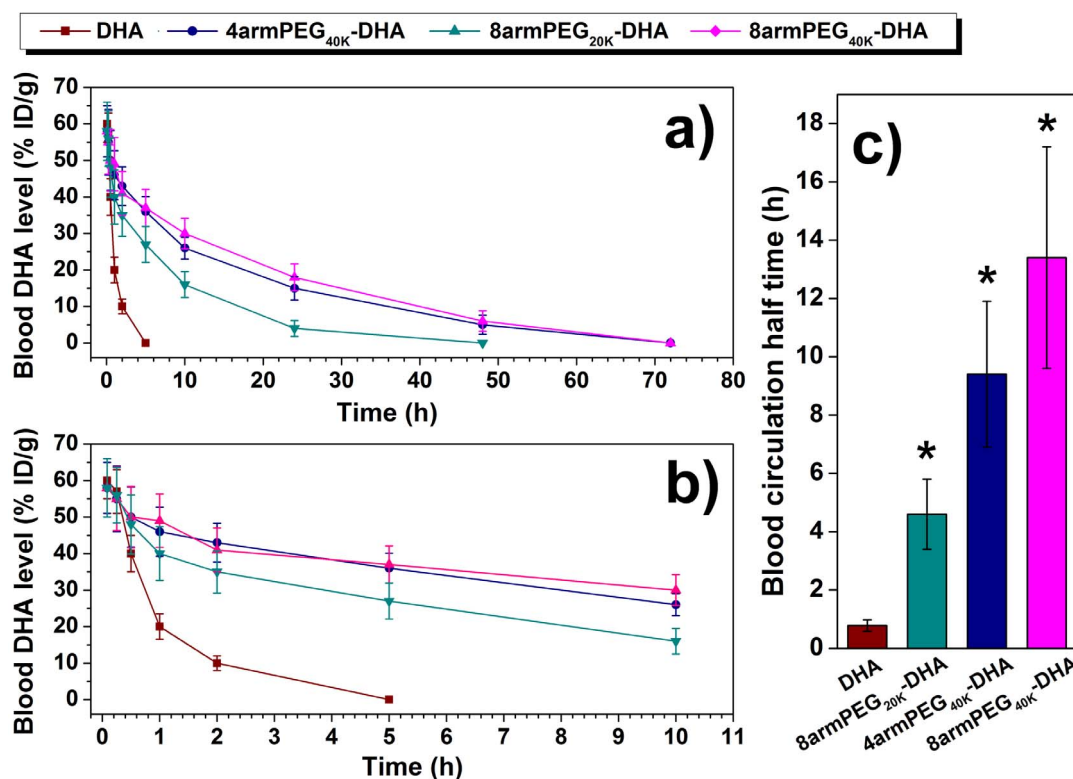 DHA 4armPEG40K-DHA 8armPEG20K-DHA 8armPEG40K-DHA
a)
Blood DHA level (% ID/g)
70
60
50
40
30
20
10
0
0 10 20 30 40 50 60 70 80
Time (h)
b)
Blood DHA level (% ID/g)
70
60
50
40
30
20
10
0
0 1 2 3 4 5 6 7 8 9 10 11
Time (h)
c)
Blood circulation half time (h)
18
16
14
12
10
8
6
4
2
0
*
*
*
DHA
8armPEG20K-DHA
4armPEG40K-DHA
8armPEG40K-DHA